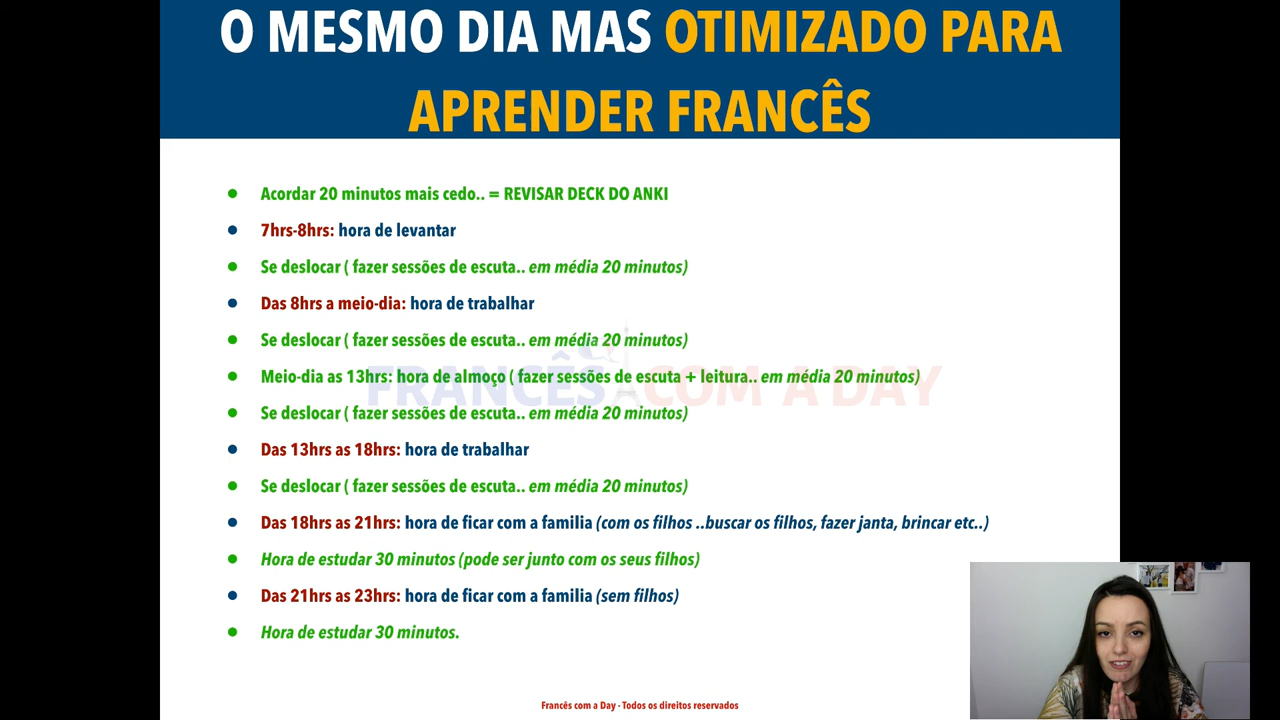 O MESMO DIA MAS OTIMIZADO PARA
APRENDER FRANCÊS
Acordar 20 minutos mais cedo.. = REVISAR DECK DO ANKI
7hrs-8hrs: hora de levantar
Se deslocar ( fazer sessões de escuta.. em média 20 minutos)
Das 8hrs a meio-dia: hora de trabalhar
Se deslocar ( fazer sessões de escuta.. em média 20 minutos)
Meio-dia as 13hrs: hora de almoço ( fazer sessões de escuta + leitura.. em média 20 minutos)
FRANCÊS COM A DAY
Se deslocar ( fazer sessões de escuta.. em média 20 minutos)
Das 13hrs as 18hrs: hora de trabalhar
Se deslocar ( fazer sessões de escuta.. em média 20 minutos)
Das 18hrs as 21hrs: hora de ficar com a familia (com os filhos ..buscar os filhos, fazer janta, brincar etc..)
Hora de estudar 30 minutos (pode ser junto com os seus filhos)
Das 21hrs as 23hrs: hora de ficar com a familia (sem filhos)
Hora de estudar 30 minutos.
Francês com a Day - Todos os direitos reservados